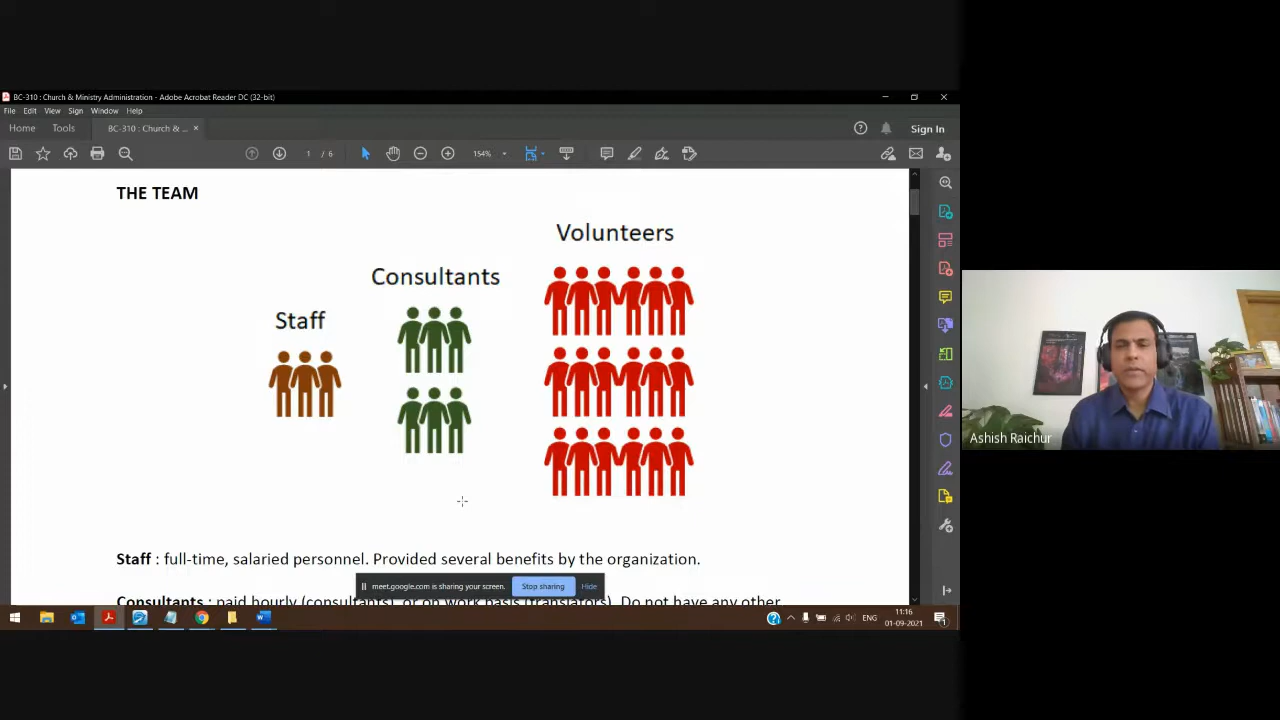 BC-310 : Church & Ministry Administration - Adobe Acrobat Reader DC (32-bit)
File Edit View Sign Window Help
Home Tools BC-310 : Church & ... × Sign In
1 / 6 154%
THE TEAM
Volunteers
Consultants
Staff
Staff : full-time, salaried personnel. Provided several benefits by the organization.
meet.google.com is sharing your screen. Stop sharing Hide
Consultants : paid hourly (consultants), or on work basis (translators). Do not have any other
ENG 11:16
01-09-2021
Ashish Raichur